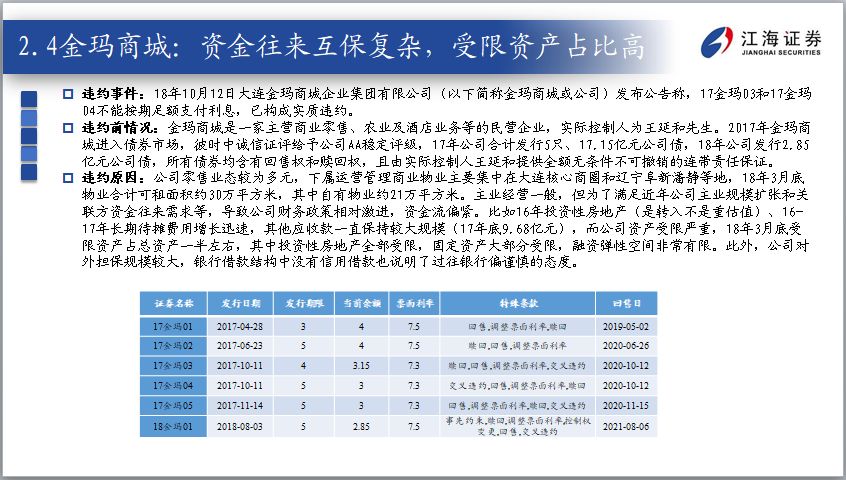 2.4金玛商城：资金往来互保复杂，受限资产占比高
江海证券
JIANGHAI SECURITIES
违约事件：18年10月12日大连金玛商城企业集团有限公司（以下简称金玛商城或公司）发布公告称，17金玛03和17金玛
04不能按期足额支付利息，已构成实质违约。
违约前情况：金玛商城是一家主营商业零售、农业及酒店业务等的民营企业，实际控制人为王延和先生。2017年金玛商
城进入债券市场，彼时中诚信证评给予公司AA稳定评级，17年公司合计发行5只、17.15亿元公司债，18年公司发行2.85
亿元公司债，所有债券均含有回售权和赎回权，且由实际控制人王延和提供全额无条件不可撤销的连带责任保证。
违约原因：公司零售业态较为多元，下属运营管理商业物业主要集中在大连核心商圈和辽宁阜新潘静等地，18年3月底
物业合计可租面积约30万平方米，其中自有物业约21万平方米。主业经营一般，但为了满足近年公司主业规模扩张和关
联方资金往来需求等，导致公司财务政策相对激进，资金流偏紧。比如16年投资性房地产（是转入不是重估值）、16-
17年长期待摊费用增长迅速，其他应收款一直保持较大规模（17年底9.68亿元），而公司资产受限严重，18年3月底受
限资产占总资产一半左右，其中投资性房地产全部受限，固定资产大部分受限，融资弹性空间非常有限。此外，公司对
外担保规模较大，银行借款结构中没有信用借款也说明了过往银行偏谨慎的态度。
证券名称 发行日期 发行期限 当前余额 票面利率 特殊条款 回售日
17金玛01 2017-04-28 3 4 7.5 回售,调整票面利率,赎回 2019-05-02
17金玛02 2017-06-23 5 4 7.5 赎回,回售,调整票面利率 2020-06-26
17金玛03 2017-10-11 4 3.15 7.3 赎回,回售,调整票面利率,交叉违约 2020-10-12
17金玛04 2017-10-11 5 3 7.3 交叉违约,回售,调整票面利率,赎回 2020-10-12
17金玛05 2017-11-14 5 3 7.3 回售,调整票面利率,赎回,交叉违约 2020-11-15
18金玛01 2018-08-03 5 2.85 7.5 事先约束,赎回,调整票面利率,控制权
变更,回售,交叉违约 2021-08-06